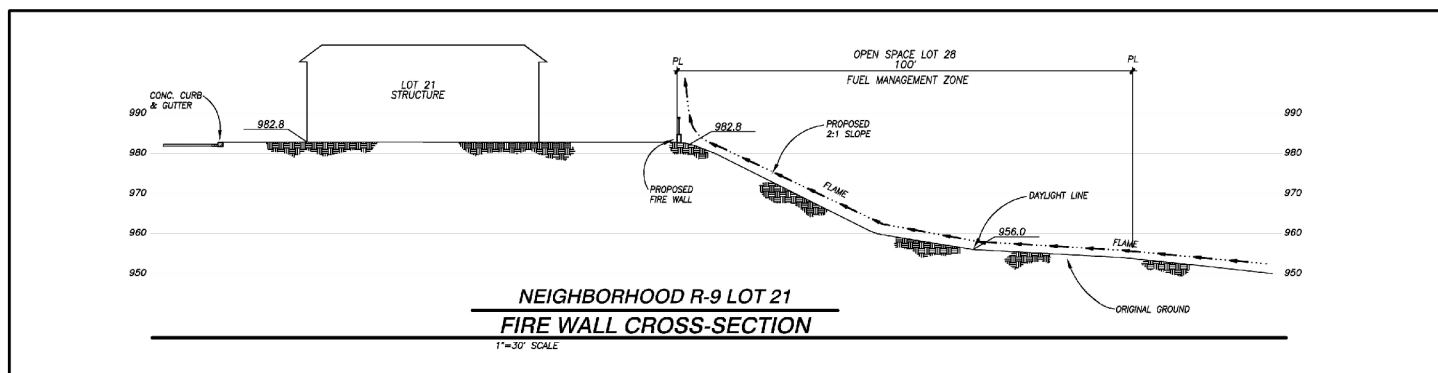 OPEN SPACE LOT 28
PL
100'
PL
FUEL MANAGEMENT ZONE
LOT 21
STRUCTURE
CONC. CURB
& GUTTER
990
990
982.8
982.8
PROPOSED
2:1 SLOPE
980
980
PROPOSED
FIRE WALL
FLAME
970
970
DAYLIGHT LINE
960
956.0
960
FLAME
950
950
NEIGHBORHOOD R-9 LOT 21
ORIGINAL GROUND
FIRE WALL CROSS-SECTION
1"=30' SCALE